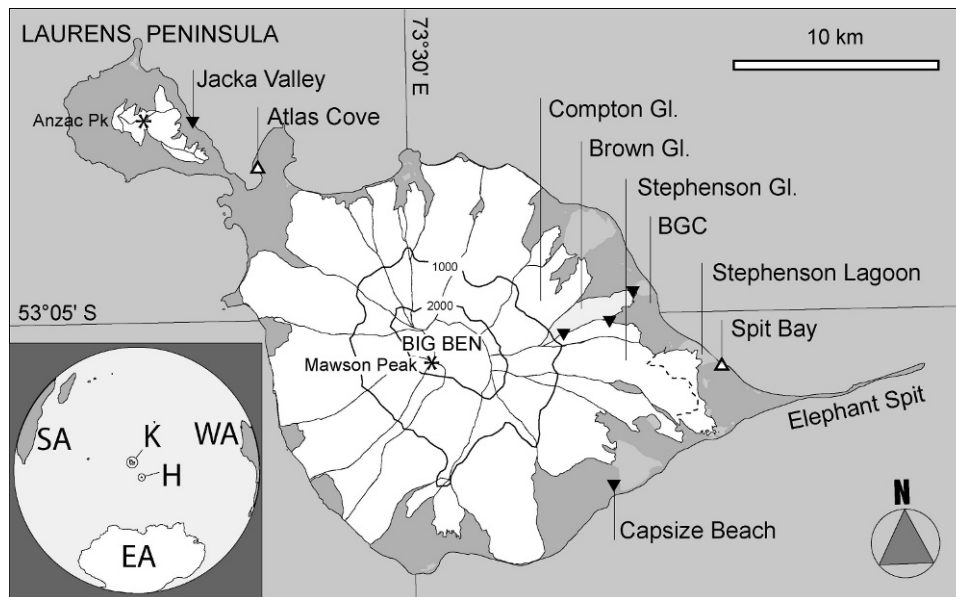 LAURENS PENINSULA
73°30' E
10 km
Jacka Valley
Anzac Pk
Atlas Cove
Compton Gl.
Brown Gl.
Stephenson Gl.
BGC
Stephenson Lagoon
1000
2000
53°05' S
BIG BEN
Mawson Peak
Spit Bay
Elephant Spit
SA
K
WA
H
EA
Capsize Beach
N